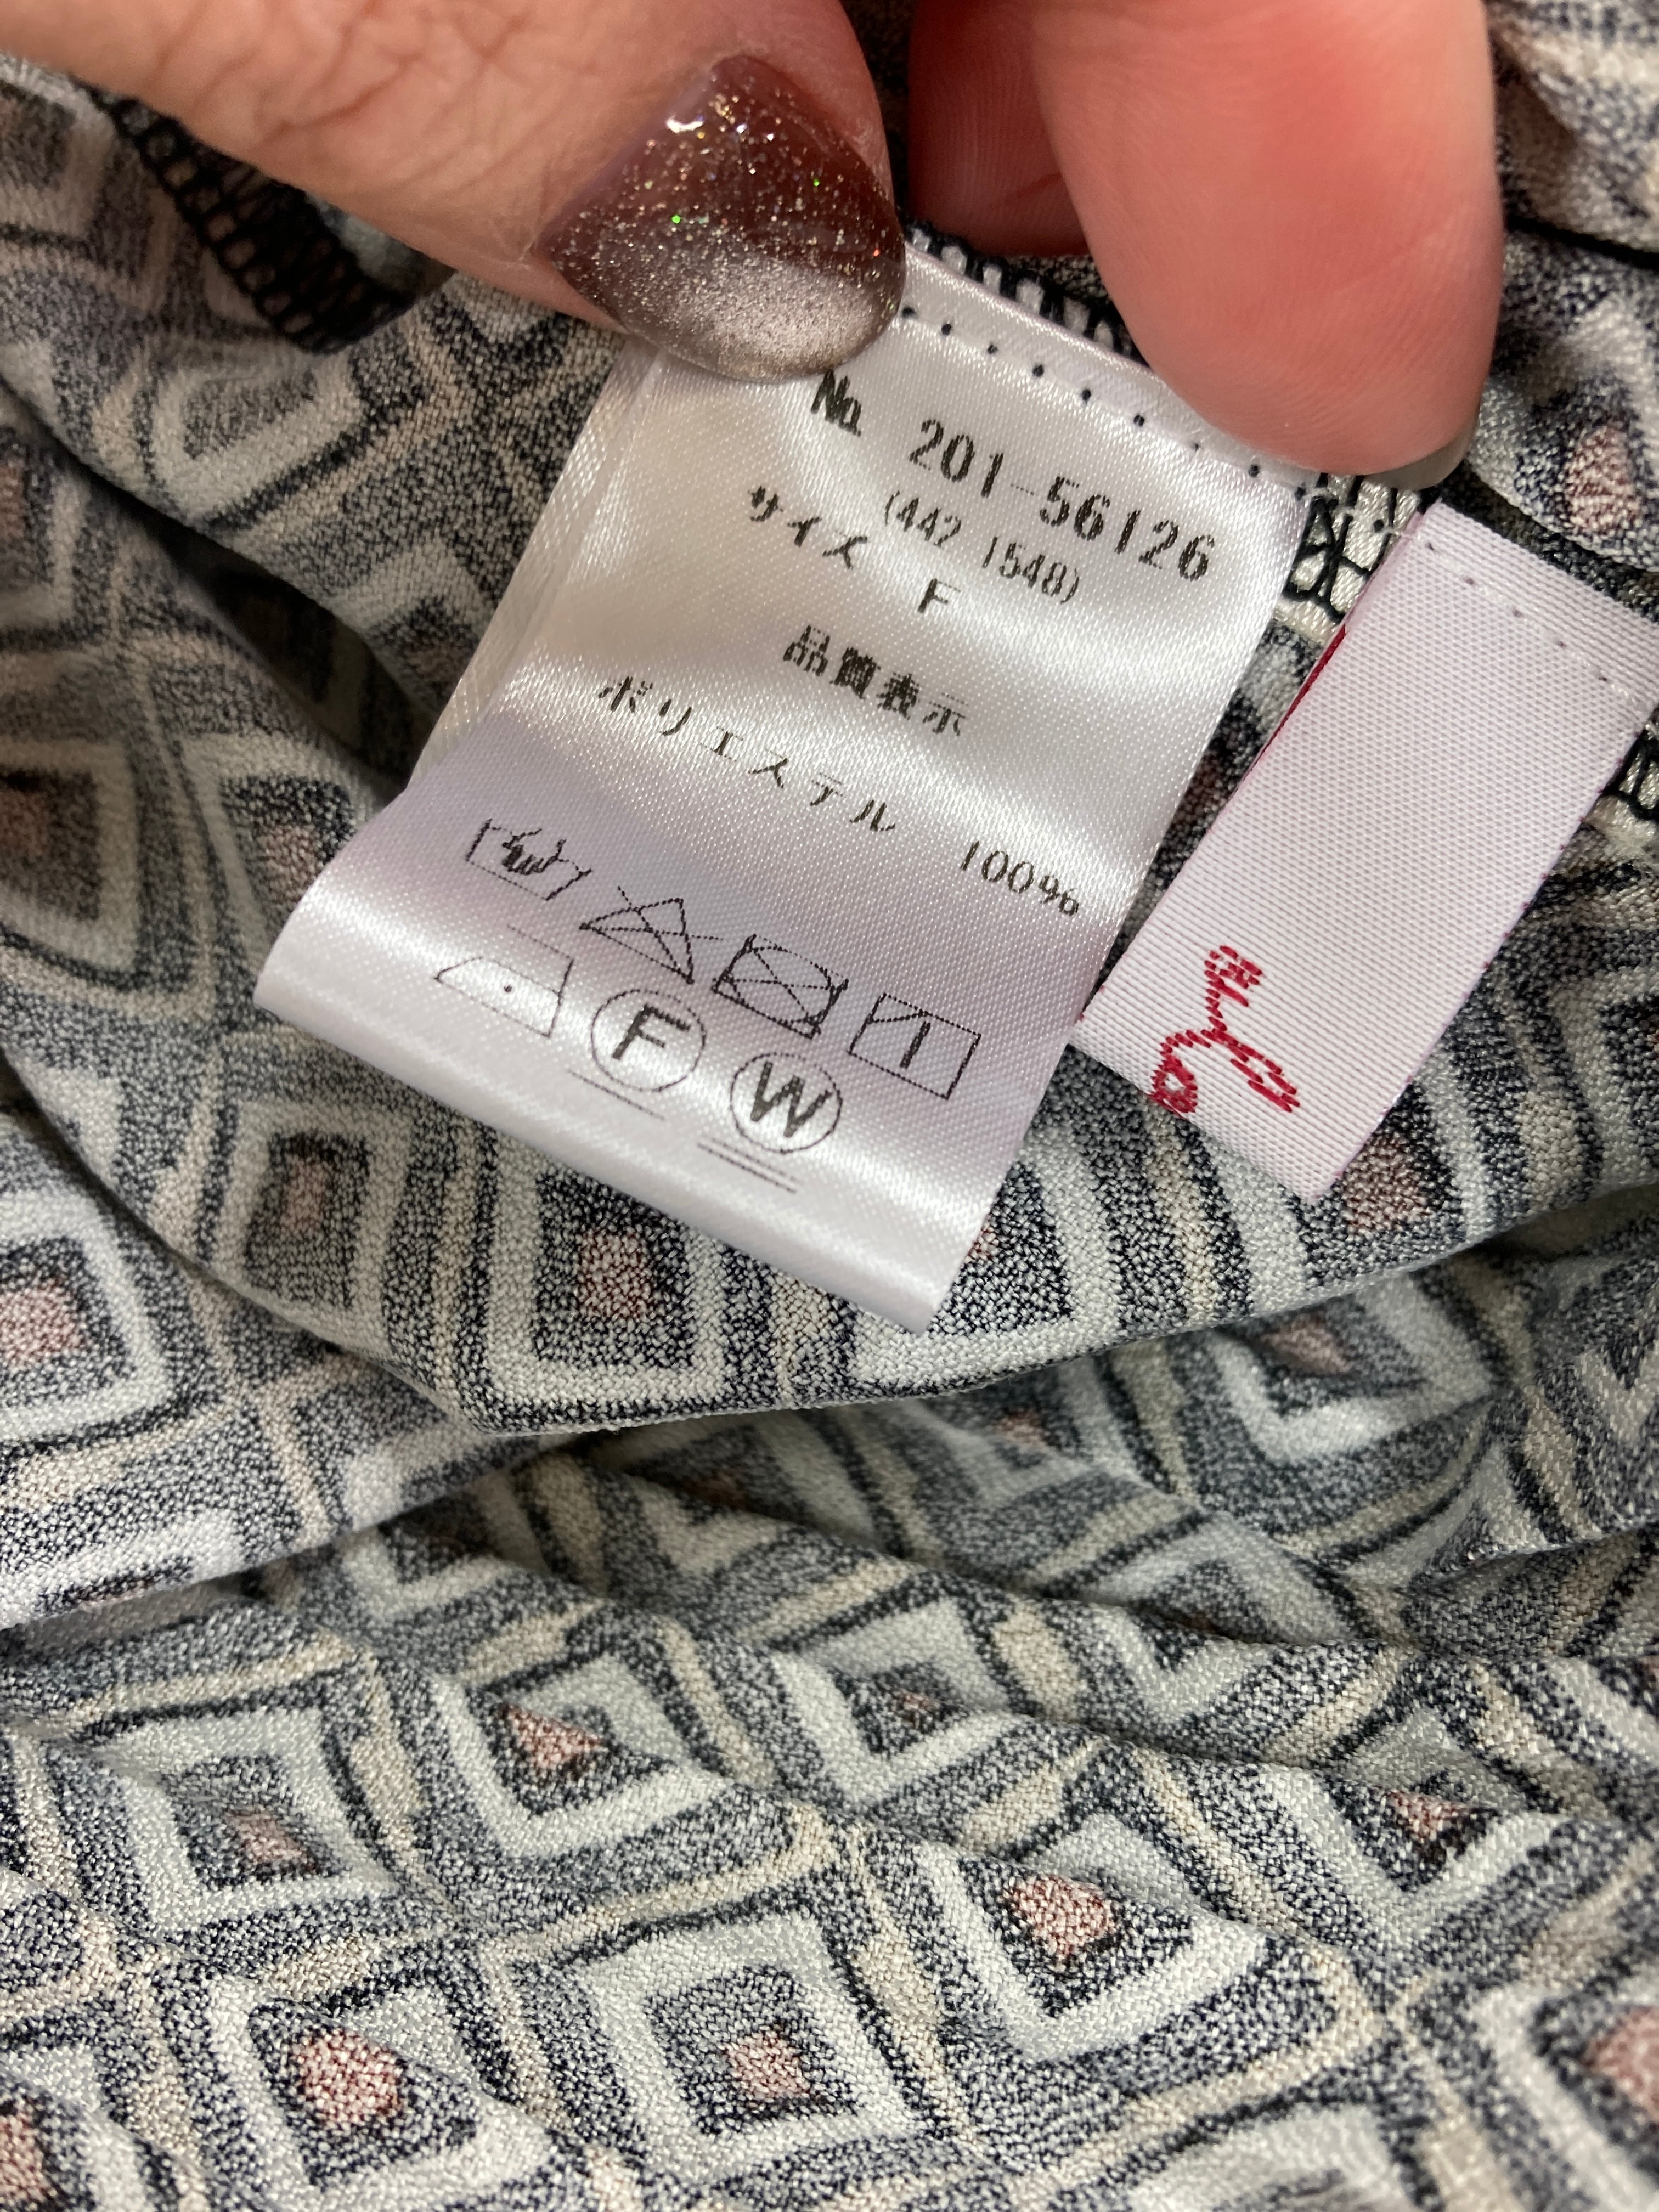 № 201-56126
(442 1548)
サイズ F
品質表示
ポリエステル 100%
F W